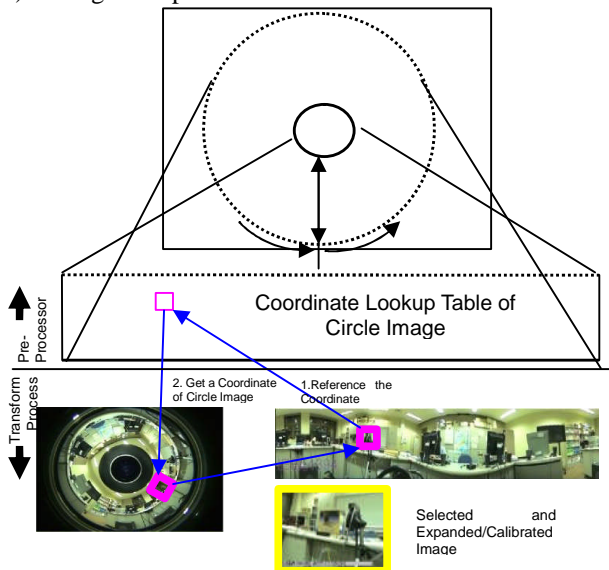 Coordinate Lookup Table of
Circle Image
Pre-
Processor
Transform
Process
2. Get a Coordinate
of Circle Image
1.Reference the
Coordinate
Selected and
Expanded/Calibrated
Image